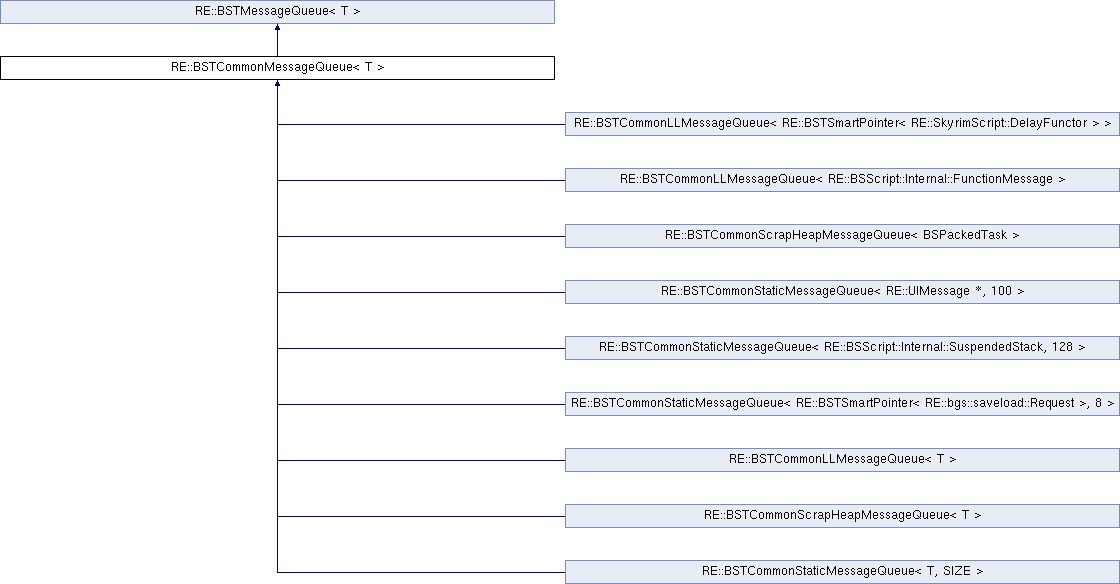 RE::BSTMessageQueue< T >
RE::BSTCommonMessageQueue< T >
RE::BSTCommonLLMessageQueue< RE::BSTSmartPointer< RE::SkyrimScript::DelayFunctor > >
RE::BSTCommonLLMessageQueue< RE::BSScript::Internal::FunctionMessage >
RE::BSTCommonScrapHeapMessageQueue< BSPackedTask >
RE::BSTCommonStaticMessageQueue< RE::UIMessage *, 100 >
RE::BSTCommonStaticMessageQueue< RE::BSScript::Internal::SuspendedStack, 128 >
RE::BSTCommonStaticMessageQueue< RE::BSTSmartPointer< RE::bgs::saveload::Request >, 8 >
RE::BSTCommonLLMessageQueue< T >
RE::BSTCommonScrapHeapMessageQueue< T >
RE::BSTCommonStaticMessageQueue< T, SIZE >